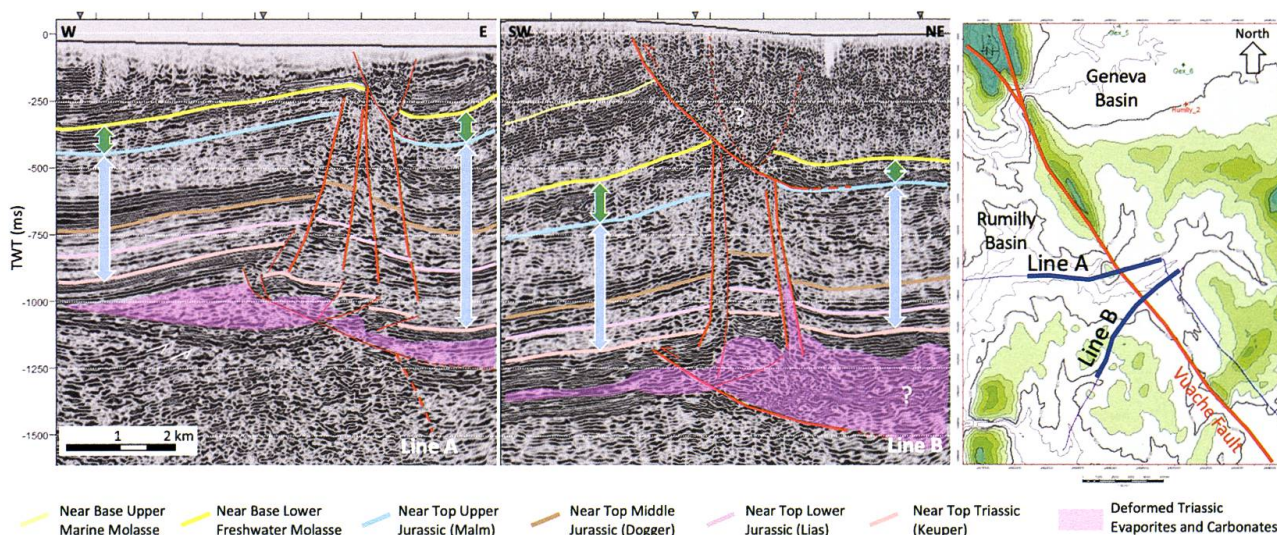 W
E
SW
NE
TWT (ms)
0
-250
-500
-750
-1000
-1250
-1500
1
2 km
Line A
?
?
Line B
North
Geneva
Basin
Gex_5
Gex_6
Rumilly
Basin
Line A
Line B
Vuache Fault
Near Base Upper
Marine Molasse
Near Base Lower
Freshwater Molasse
Near Top Upper
Jurassic (Malm)
Near Top Middle
Jurassic (Dogger)
Near Top Lower
Jurassic (Lias)
Near Top Triassic
(Keuper)
Deformed Triassic
Evaporites and Carbonates